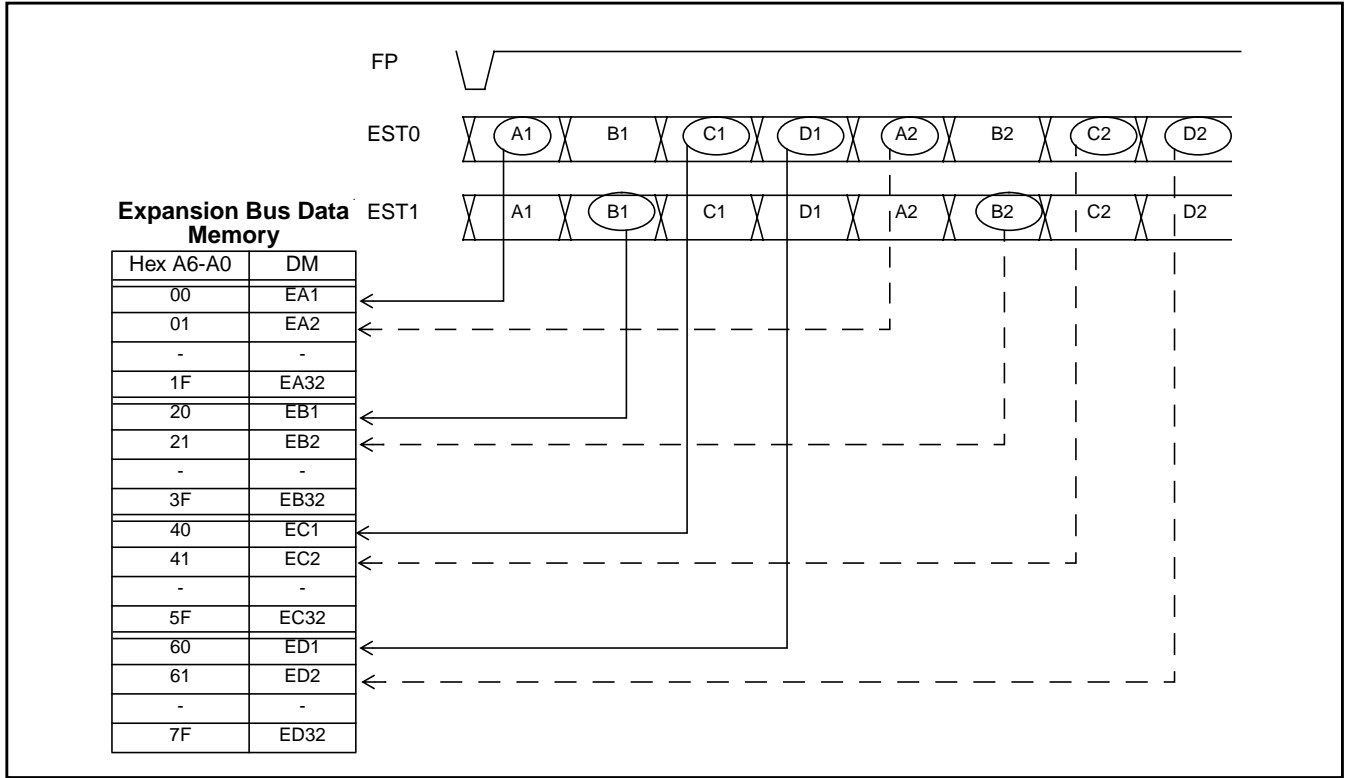 FP
EST0 A1 B1 C1 D1 A2 B2 C2 D2
EST1 A1 B1 C1 D1 A2 B2 C2 D2
Expansion Bus Data
Memory
Hex A6-A0 DM
00 EA1
01 EA2
- -
1F EA32
20 EB1
21 EB2
- -
3F EB32
40 EC1
41 EC2
- -
5F EC32
60 ED1
61 ED2
- -
7F ED32